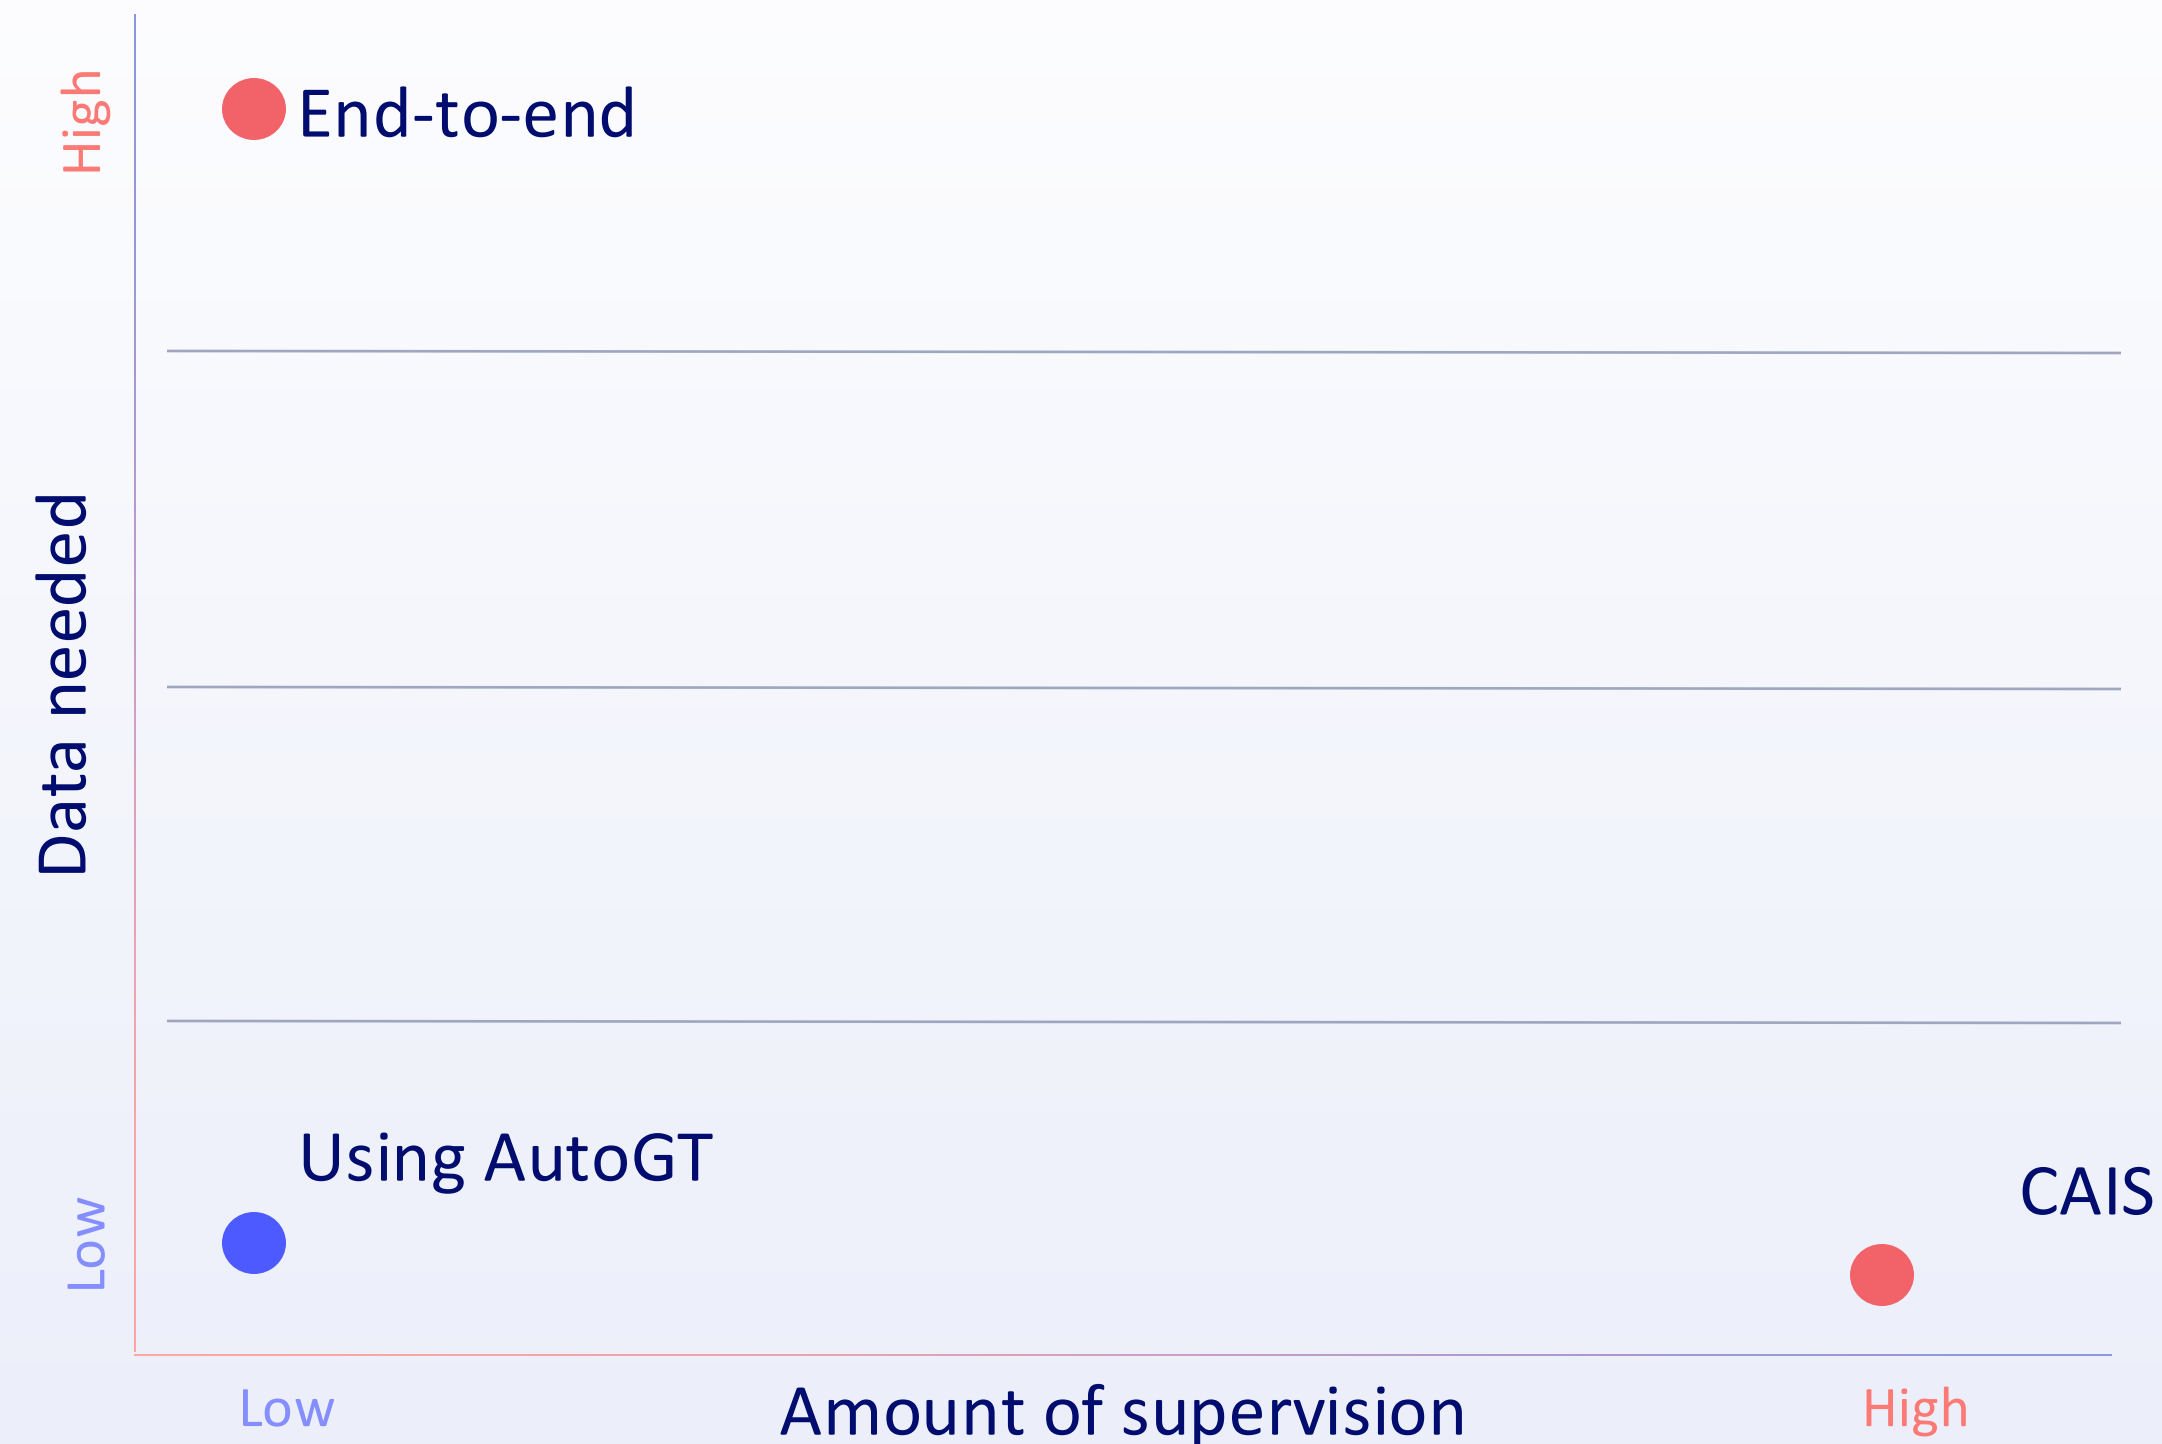 High
End-to-end
Data needed
Using AutoGT
CAIS
Low
Low
Amount of supervision
High